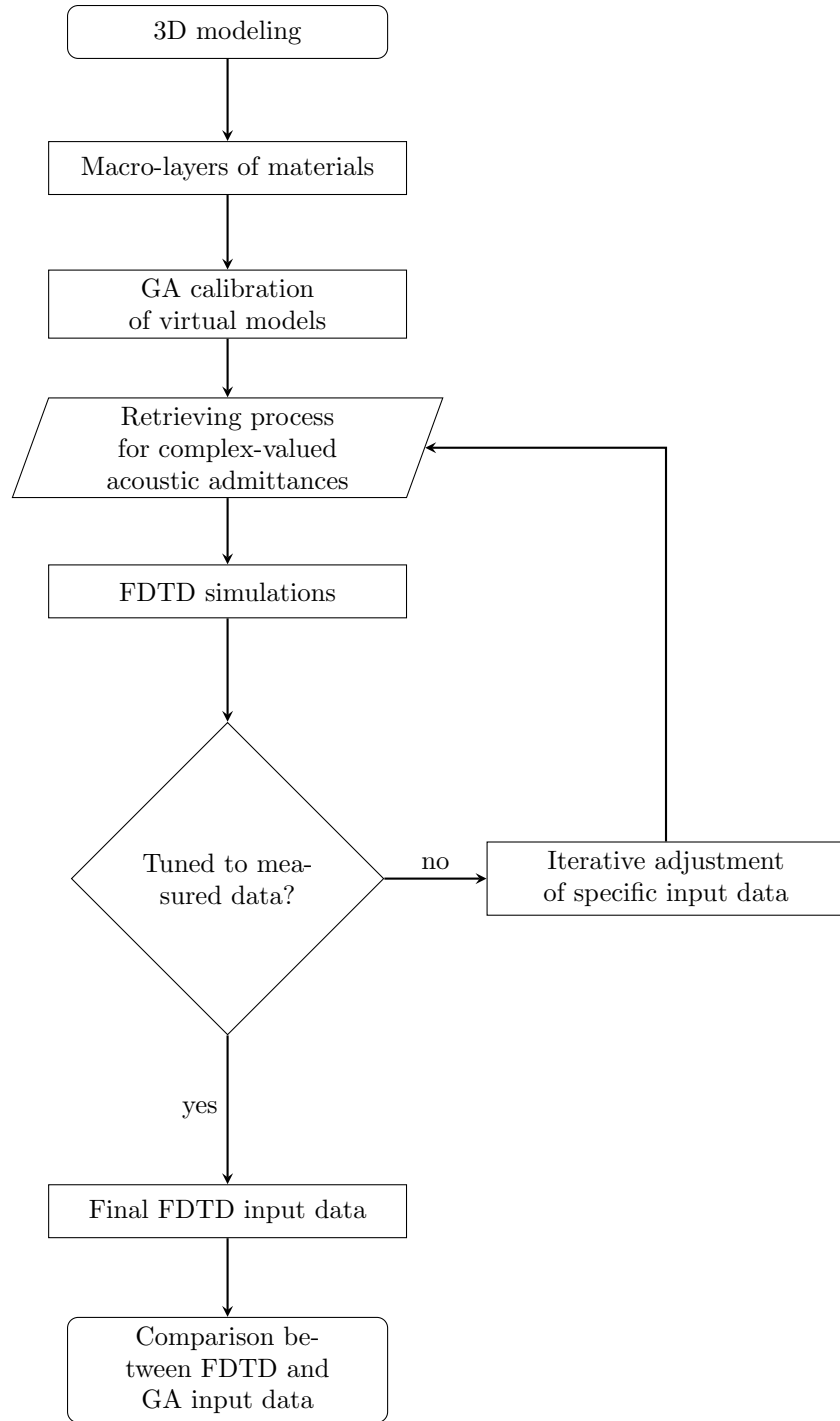 3D modeling
Macro-layers of materials
GA calibration
of virtual models
Retrieving process
for complex-valued
acoustic admittances
FDTD simulations
Tuned to mea-
sured data?
no
Iterative adjustment
of specific input data
yes
Final FDTD input data
Comparison be-
tween FDTD and
GA input data